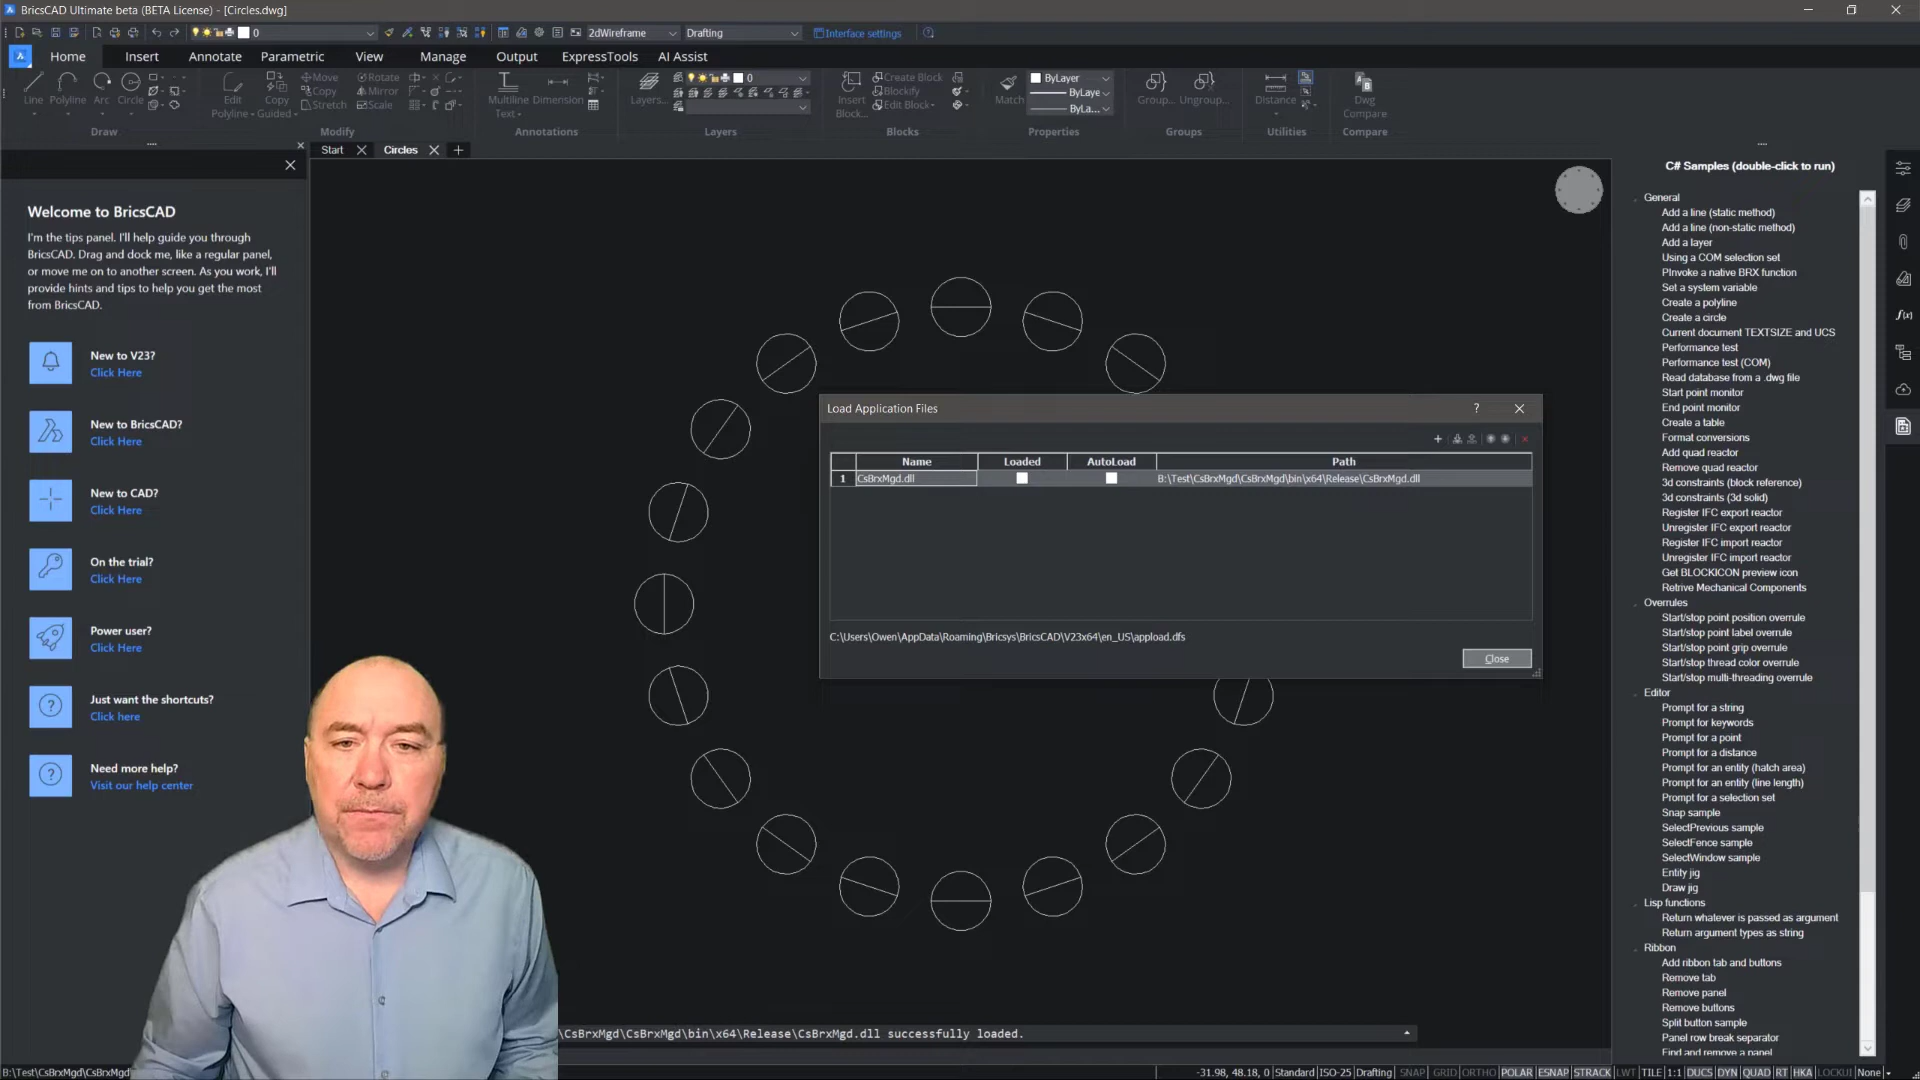 BricsCAD Ultimate beta (BETA License) - [Circles.dwg]
0
2dWireframe
Drafting
Interface settings
Home
Insert
Annotate
Parametric
View
Manage
Output
ExpressTools
AI Assist
Line
Polyline
Arc
Circle
Edit
Polyline
Copy
Guided
Move
Copy
Stretch
Rotate
Mirror
Scale
Multiline
Text
Dimension
Layers...
0
Insert
Block...
Create Block
Blockify
Edit Block
Match
ByLayer
ByLaye
ByLa...
Group...
Ungroup...
Distance
Dwg
Compare
Draw
Modify
Annotations
Layers
Blocks
Properties
Groups
Utilities
Compare
Start
Circles
Welcome to BricsCAD
I'm the tips panel. I'll help guide you through
BricsCAD. Drag and dock me, like a regular panel,
or move me on to another screen. As you work, I'll
provide hints and tips to help you get the most
from BricsCAD.
New to V23?
Click Here
New to BricsCAD?
Click Here
New to CAD?
Click Here
On the trial?
Click Here
Power user?
Click Here
Just want the shortcuts?
Click here
Need more help?
Visit our help center
Load Application Files
Name
Loaded
AutoLoad
Path
1
CsBrxMgd.dll
B:\Test\CsBrxMgd\CsBrxMgd\bin\x64\Release\CsBrxMgd.dll
C:\Users\Owen\AppData\Roaming\Bricsys\BricsCAD\V23x64\en_US\appload.dfs
Close
C# Samples (double-click to run)
General
Add a line (static method)
Add a line (non-static method)
Add a layer
Using a COM selection set
PInvoke a native BRX function
Set a system variable
Create a polyline
Create a circle
Current document TEXTSIZE and UCS
Performance test
Performance test (COM)
Read database from a .dwg file
Start point monitor
End point monitor
Create a table
Format conversions
Add quad reactor
Remove quad reactor
3d constraints (block reference)
3d constraints (3d solid)
Register IFC export reactor
Unregister IFC export reactor
Register IFC import reactor
Unregister IFC import reactor
Get BLOCKICON preview icon
Retrive Mechanical Components
Overrules
Start/stop point position overrule
Start/stop point label overrule
Start/stop point grip overrule
Start/stop thread color overrule
Start/stop multi-threading overrule
Editor
Prompt for a string
Prompt for keywords
Prompt for a point
Prompt for a distance
Prompt for an entity (hatch area)
Prompt for an entity (line length)
Prompt for a selection set
Snap sample
SelectPrevious sample
SelectFence sample
SelectWindow sample
Entity jig
Draw jig
Lisp functions
Return whatever is passed as argument
Return argument types as string
Ribbon
Add ribbon tab and buttons
Remove tab
Remove panel
Remove buttons
Split button sample
Panel row break separator
Find and remove a panel
\CsBrxMgd\CsBrxMgd\bin\x64\Release\CsBrxMgd.dll successfully loaded.
B:\Test\CsBrxMgd\CsBrxMgd
-31.98, 48.18, 0
Standard
ISO-25
Drafting
SNAP
GRID
ORTHO
POLAR
ESNAP
STRACK
LWT
TILE
1:1
DUCS
DYN
QUAD
RT
HKA
LOCKUI
None